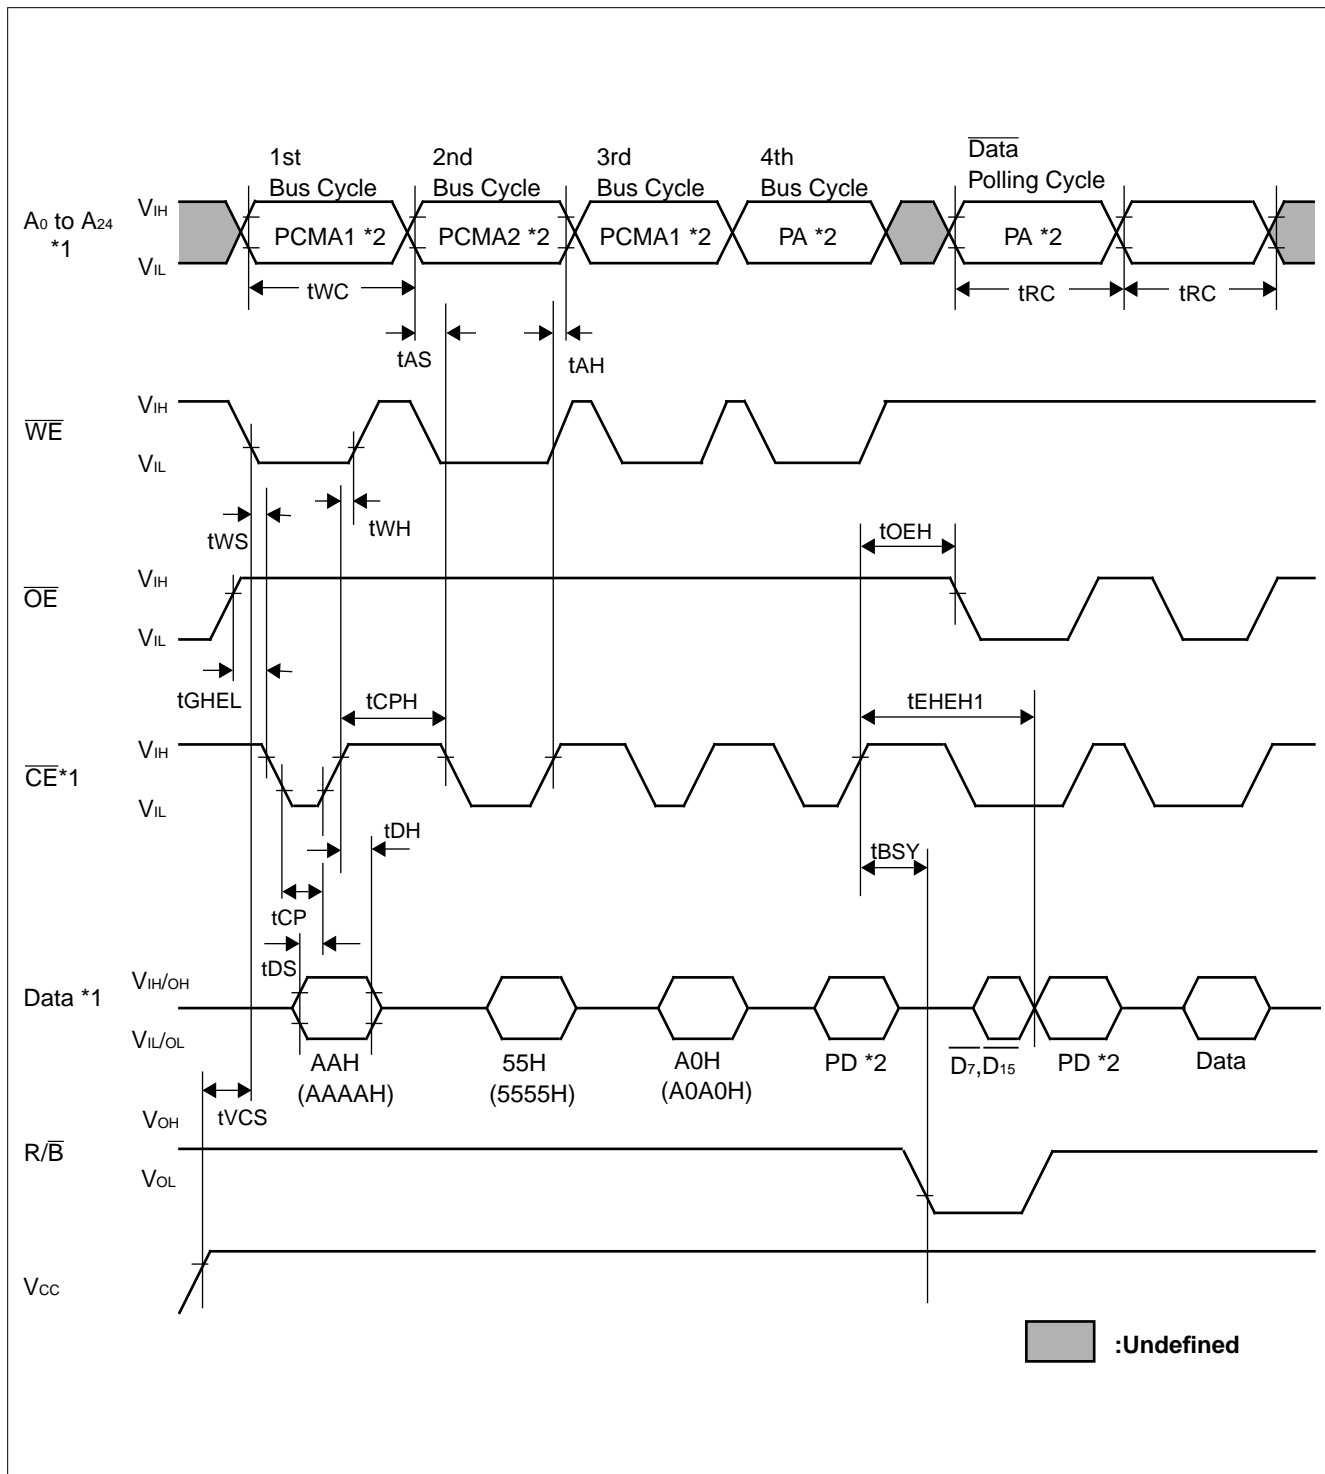 1st
Bus Cycle
2nd
Bus Cycle
3rd
Bus Cycle
4th
Bus Cycle
Data
Polling Cycle
A0 to A24
*1
VIH
VIL
PCMA1 *2
PCMA2 *2
PCMA1 *2
PA *2
PA *2
tWC
tRC
tRC
tAS
tAH
WE
VIH
VIL
tWS
tWH
tOEH
OE
VIH
VIL
tGHEL
tCPH
tEHEH1
CE*1
VIH
VIL
tDH
tBSY
tCP
tDS
Data *1
VIH/OH
VIL/OL
AAH
(AAAAH)
55H
(5555H)
A0H
(A0A0H)
PD *2
D7,D15
PD *2
Data
tVCS
R/B
VOH
VOL
VCC
:Undefined